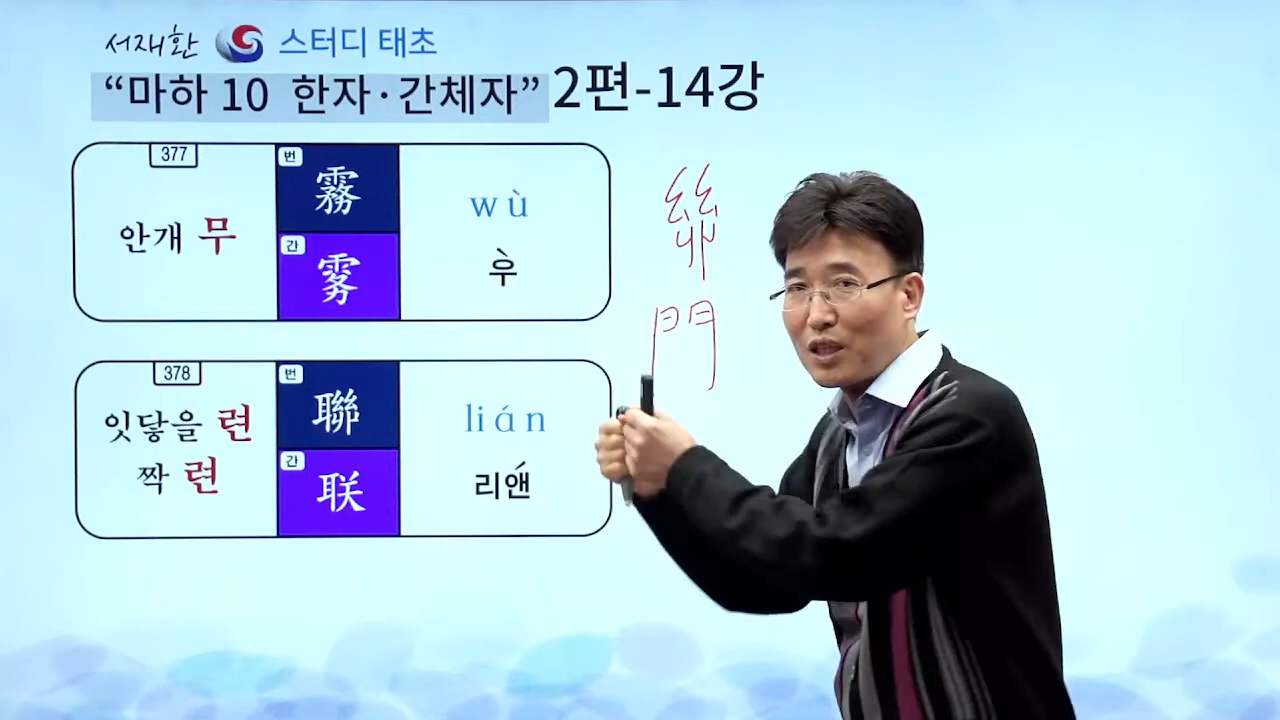 서재환 스터디 태초
“마하 10 한자·간체자” 2편-14강
377
안개 무
번
霧
간
雾
wù
우
378
잇닿을 련
짝 련
번
聯
간
联
lián
리앤
門